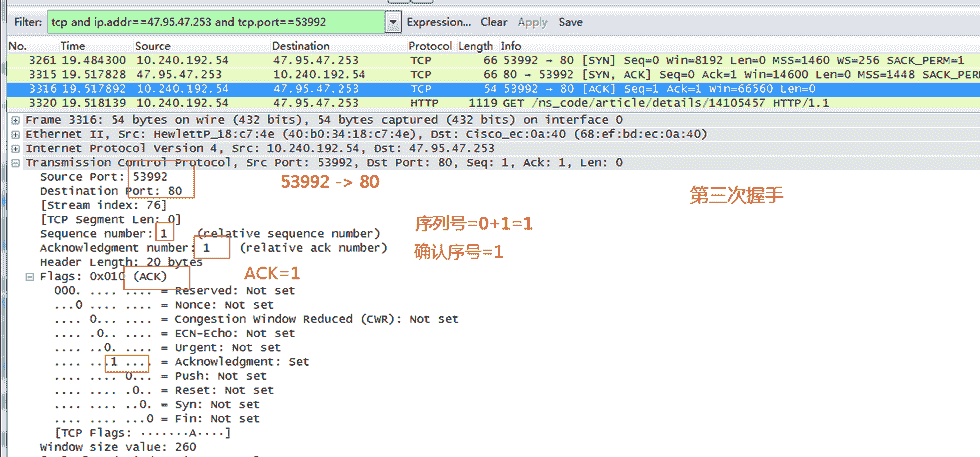 Filter: tcp and ip.addr==47.95.47.253 and tcp.port==53992 Expression... Clear Apply Save
No. Time Source Destination Protocol Length Info
3261 19.484300 10.240.192.54 47.95.47.253 TCP 66 53992 → 80 [SYN] Seq=0 Win=8192 Len=0 MSS=1460 WS=256 SACK_PERM=1
3315 19.517828 47.95.47.253 10.240.192.54 TCP 66 80 → 53992 [SYN, ACK] Seq=0 Ack=1 Win=14600 Len=0 MSS=1448 SACK_PERM
3316 19.517892 10.240.192.54 47.95.47.253 TCP 54 53992 → 80 [ACK] Seq=1 Ack=1 Win=66560 Len=0
3320 19.518139 10.240.192.54 47.95.47.253 HTTP 1119 GET /ns_code/article/details/14105457 HTTP/1.1
Frame 3316: 54 bytes on wire (432 bits), 54 bytes captured (432 bits) on interface 0
Ethernet II, Src: HewlettP_18:c7:4e (40:b0:34:18:c7:4e), Dst: Cisco_ec:0a:40 (68:ef:bd:ec:0a:40)
Internet Protocol Version 4, Src: 10.240.192.54, Dst: 47.95.47.253
Transmission Control Protocol, Src Port: 53992, Dst Port: 80, Seq: 1, Ack: 1, Len: 0
Source Port: 53992
53992 -> 80
Destination Port: 80
第三次握手
[Stream index: 76]
[TCP Segment Len: 0]
序列号=0+1=1
Sequence number: 1 (relative sequence number)
Acknowledgment number: 1 (relative ack number)
确认序号=1
Header Length: 20 bytes
Flags: 0x010 (ACK)
ACK=1
000. .... .... = Reserved: Not set
...0 .... .... = Nonce: Not set
.... 0... .... = Congestion Window Reduced (CWR): Not set
.... .0.. .... = ECN-Echo: Not set
.... ..0. .... = Urgent: Not set
.... ...1 .... = Acknowledgment: Set
.... .... 0... = Push: Not set
.... .... .0.. = Reset: Not set
.... .... ..0. = Syn: Not set
.... .... ...0 = Fin: Not set
[TCP Flags: ·······A····]
Window size value: 260